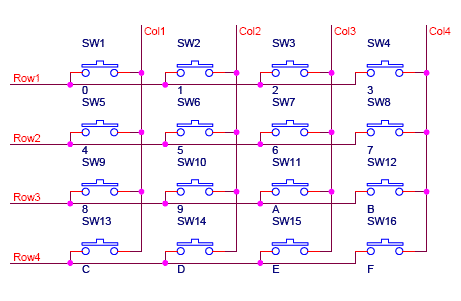 Col1 Col2 Col3 Col4
SW1 SW2 SW3 SW4
Row1
0 1 2 3
SW5 SW6 SW7 SW8
Row2
4 5 6 7
SW9 SW10 SW11 SW12
Row3
8 9 A B
SW13 SW14 SW15 SW16
Row4
C D E F